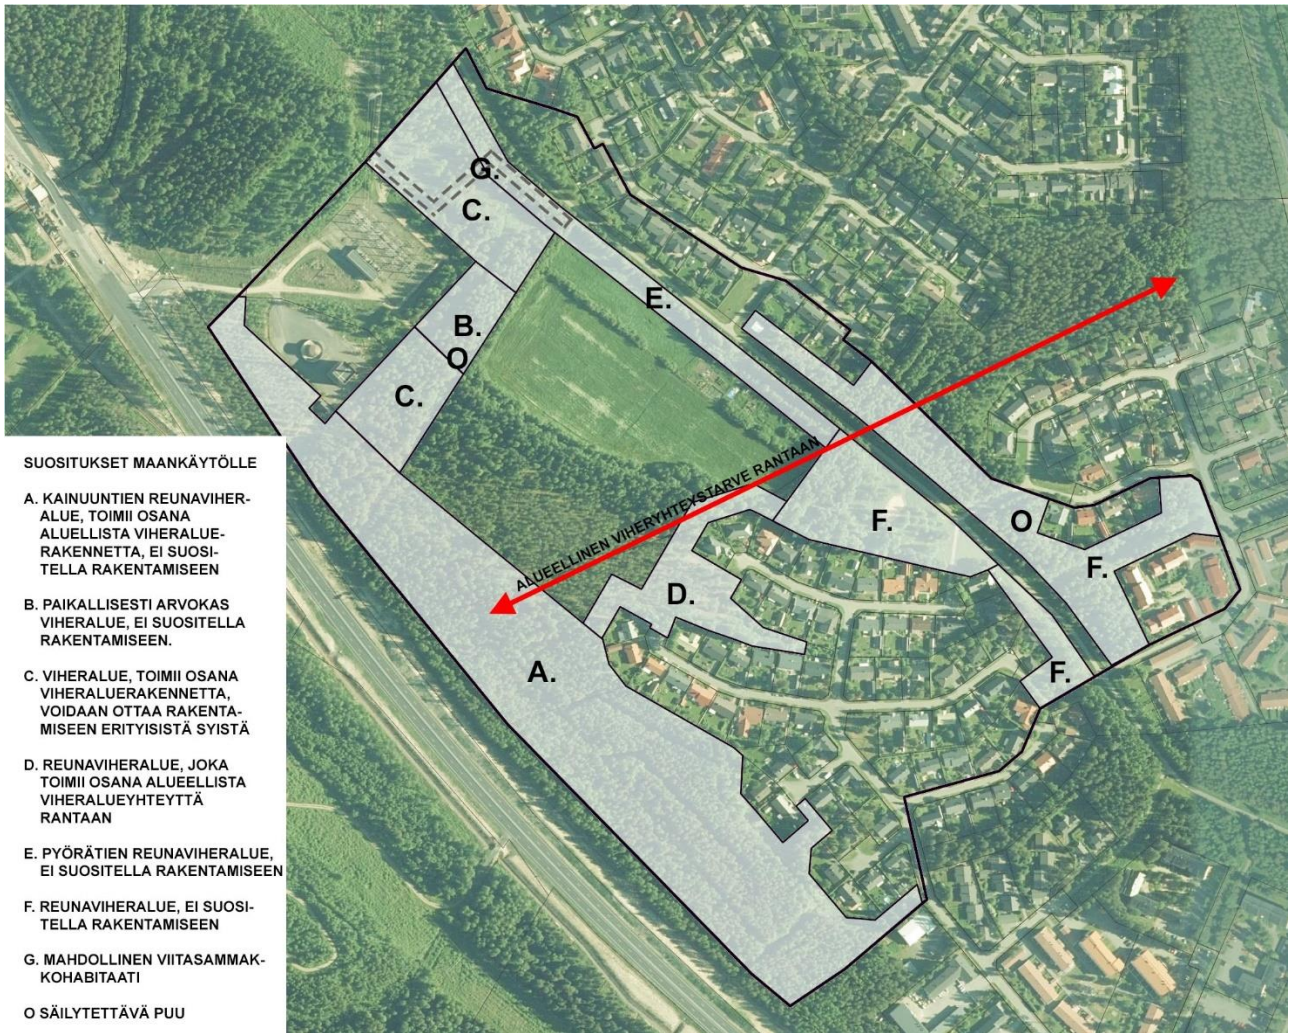 G.
C.
E.
B.
O
C.
ALUEELLINEN VIHERYHTEYSTARVE RANTAAN
F.
O
F.
D.
A.
F.
SUOSITUKSET MAANKÄYTÖLLE
A. KAINUUNTIEN REUNAVIHER-
ALUE, TOIMII OSANA
ALUELLISTA VIHERALUE-
RAKENNETTA, EI SUOSI-
TELLA RAKENTAMISEEN
B. PAIKALLISESTI ARVOKAS
VIHERALUE, EI SUOSITELLA
RAKENTAMISEEN.
C. VIHERALUE, TOIMII OSANA
VIHERALUERAKENNETTA,
VOIDAAN OTTAA RAKENTA-
MISEEN ERITYISISTÄ SYISTÄ
D. REUNAVIHERALUE, JOKA
TOIMII OSANA ALUEELLISTA
VIHERALUEYHTEYTTÄ
RANTAAN
E. PYÖRÄTIEN REUNAVIHERALUE,
EI SUOSITELLA RAKENTAMISEEN
F. REUNAVIHERALUE, EI SUOSI-
TELLA RAKENTAMISEEN
G. MAHDOLLINEN VIITASAMMAK-
KOHABITAATI
O SÄILYTETTÄVÄ PUU